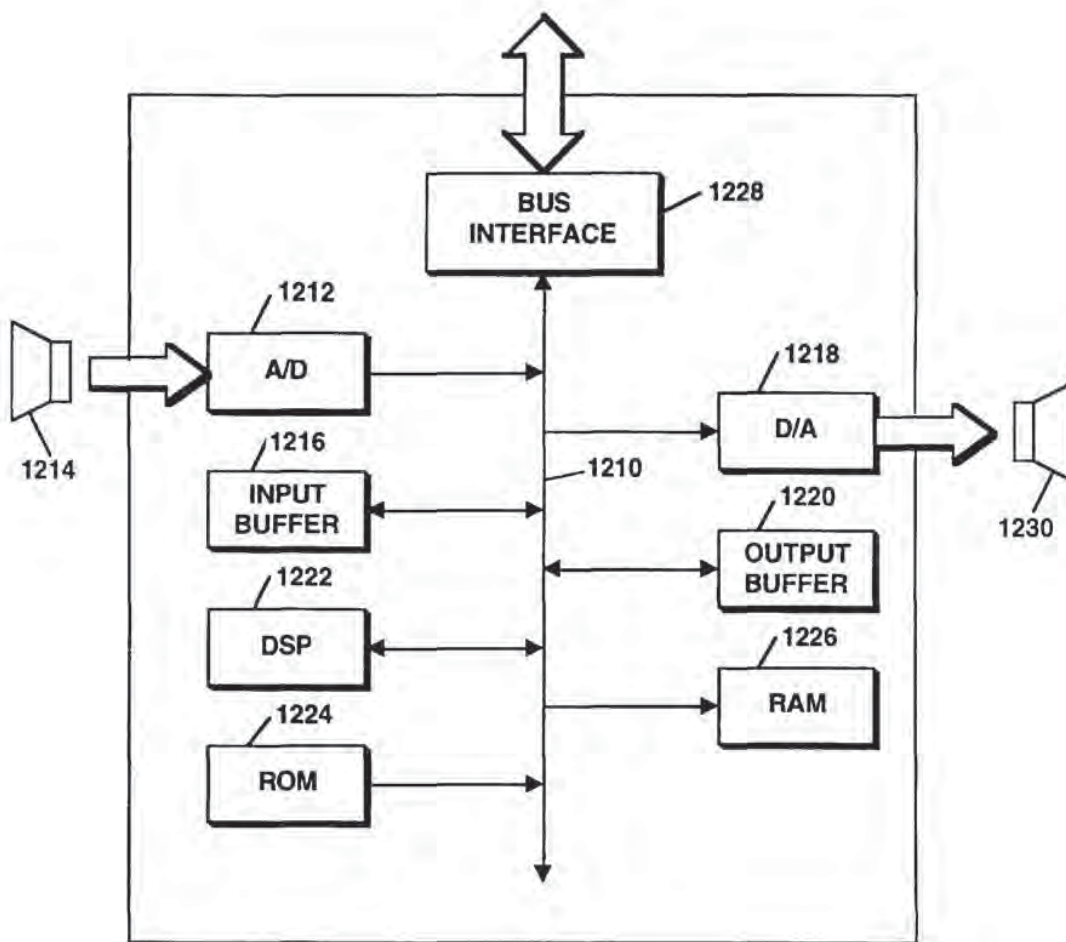 BUS
INTERFACE
1228
1212
A/D
1214
1218
D/A
1216
INPUT
BUFFER
1210
1220
OUTPUT
BUFFER
1230
1222
DSP
1226
RAM
1224
ROM